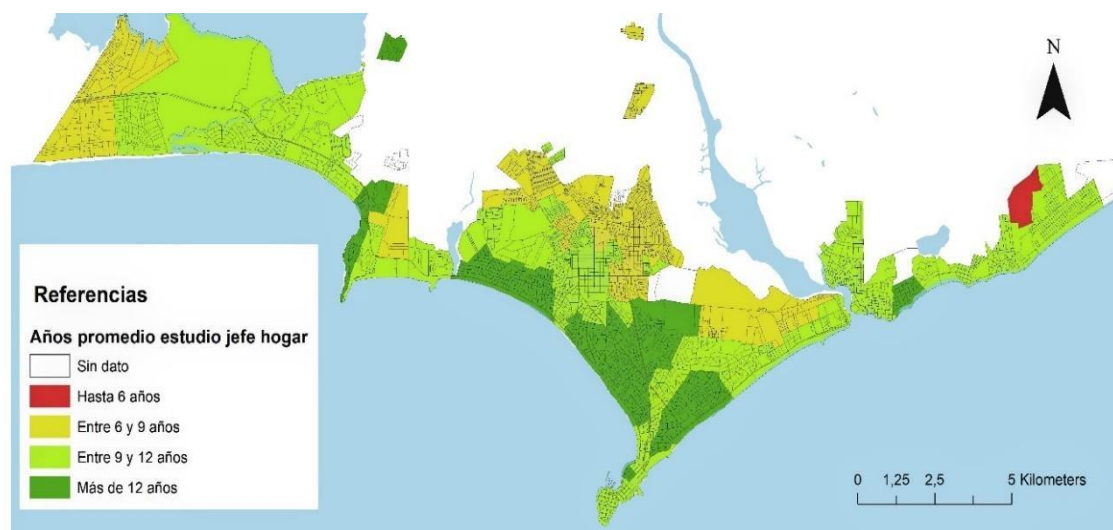 N
Referencias
Años promedio estudio jefe hogar
Sin dato
Hasta 6 años
Entre 6 y 9 años
Entre 9 y 12 años
Más de 12 años
0 1,25 2,5 5 Kilometers